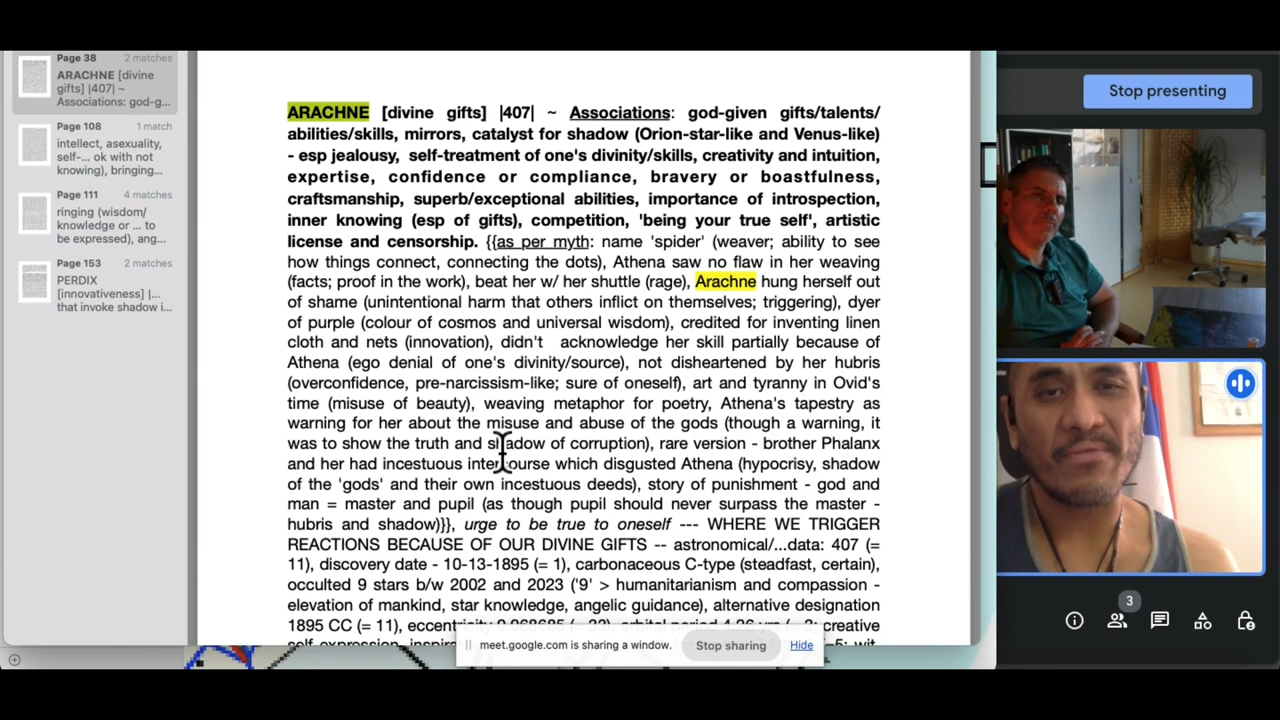 Page 38
2 matches
ARACHNE [divine
gifts] |407| ~
Associations: god-g...
Page 108
1 match
intellect, asexuality,
self-... ok with not
knowing), bringing...
Page 111
4 matches
ringing (wisdom/
knowledge or ... to
be expressed), ang...
Page 153
2 matches
PERDIX
[innovativeness] |...
that invoke shadow i...
ARACHNE [divine gifts] |407| ~ Associations: god-given gifts/talents/
abilities/skills, mirrors, catalyst for shadow (Orion-star-like and Venus-like)
- esp jealousy, self-treatment of one's divinity/skills, creativity and intuition,
expertise, confidence or compliance, bravery or boastfulness,
craftsmanship, superb/exceptional abilities, importance of introspection,
inner knowing (esp of gifts), competition, 'being your true self', artistic
license and censorship. {{as per myth: name 'spider' (weaver; ability to see
how things connect, connecting the dots), Athena saw no flaw in her weaving
(facts; proof in the work), beat her w/ her shuttle (rage), Arachne hung herself out
of shame (unintentional harm that others inflict on themselves; triggering), dyer
of purple (colour of cosmos and universal wisdom), credited for inventing linen
cloth and nets (innovation), didn't acknowledge her skill partially because of
Athena (ego denial of one's divinity/source), not disheartened by her hubris
(overconfidence, pre-narcissism-like; sure of oneself), art and tyranny in Ovid's
time (misuse of beauty), weaving metaphor for poetry, Athena's tapestry as
warning for her about the misuse and abuse of the gods (though a warning, it
was to show the truth and shadow of corruption), rare version - brother Phalanx
and her had incestuous intercourse which disgusted Athena (hypocrisy, shadow
of the 'gods' and their own incestuous deeds), story of punishment - god and
man = master and pupil (as though pupil should never surpass the master -
hubris and shadow)}}, urge to be true to oneself --- WHERE WE TRIGGER
REACTIONS BECAUSE OF OUR DIVINE GIFTS -- astronomical/...data: 407 (=
11), discovery date - 10-13-1895 (= 1), carbonaceous C-type (steadfast, certain),
occulted 9 stars b/w 2002 and 2023 ('9' > humanitarianism and compassion -
elevation of mankind, star knowledge, angelic guidance), alternative designation
1895 CC (= 11), eccentricity creative
Stop presenting
3
meet.google.com is sharing a window.
Stop sharing
Hide